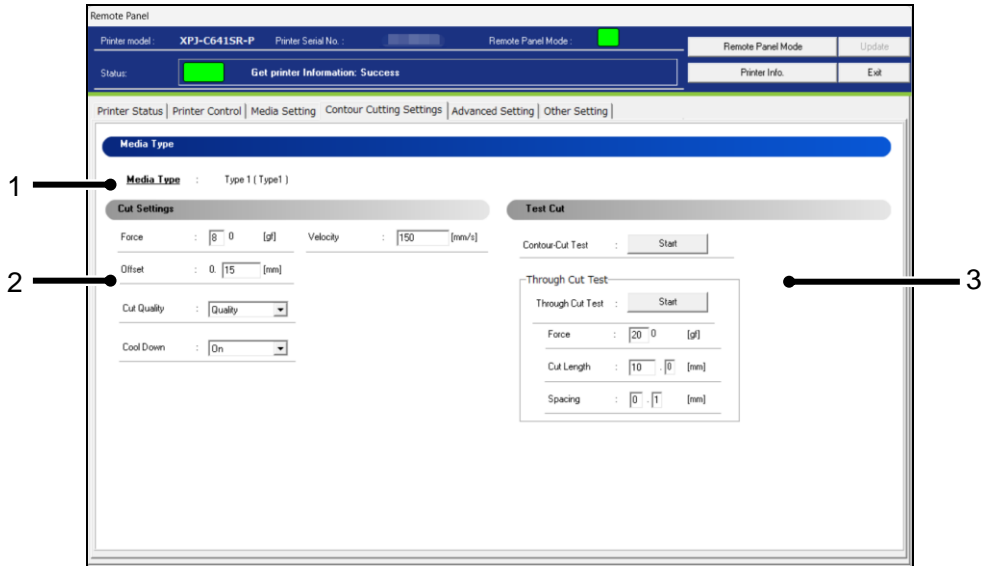 Remote Panel
Printer model : XPJ-C641SR-P Printer Serial No. : Remote Panel Mode :
Remote Panel Mode Update
Status: Get printer Information: Success
Printer Info. Exit
Printer Status Printer Control Media Setting Contour Cutting Settings Advanced Setting Other Setting
Media Type
1 Media Type : Type 1 ( Type1 )
Cut Settings
Force : 8 0 [gf] Velocity : 150 [mm/s]
2 Offset : 0. 15 [mm]
Cut Quality : Quality
Cool Down : On
Test Cut
Contour-Cut Test : Start
3
Through Cut Test
Through Cut Test : Start
Force : 20 0 [gf]
Cut Length : 10 . 0 [mm]
Spacing : 0 . 1 [mm]